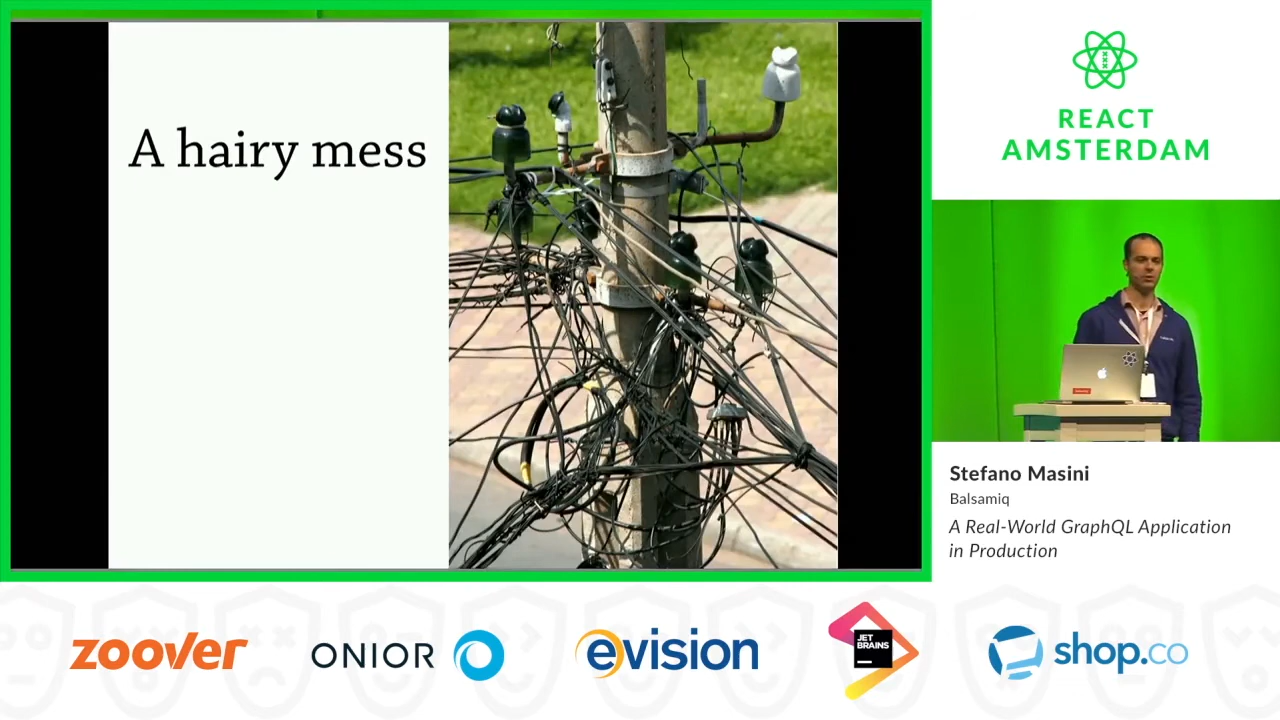 A hairy mess
REACT
AMSTERDAM
Stefano Masini
Balsamiq
A Real-World GraphQL Application
in Production
zoover
ONIOR
evision
JET
BRAINS
shop.co